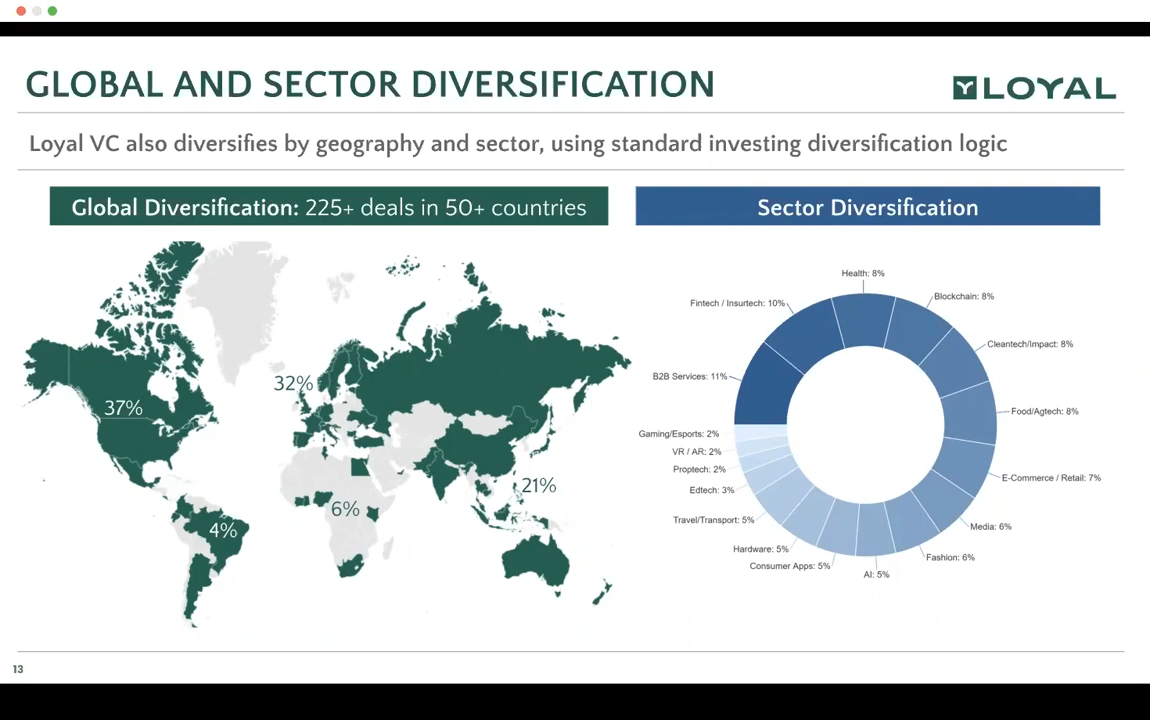 GLOBAL AND SECTOR DIVERSIFICATION
LOYAL
Loyal VC also diversifies by geography and sector, using standard investing diversification logic
Global Diversification: 225+ deals in 50+ countries
Sector Diversification
37%
32%
21%
6%
4%
Health: 8%
Blockchain: 8%
Cleantech/Impact: 8%
Food/Agtech: 8%
E-Commerce / Retail: 7%
Media: 6%
Fashion: 6%
AI: 5%
Consumer Apps: 5%
Hardware: 5%
Travel/Transport: 5%
Edtech: 3%
Proptech: 2%
VR / AR: 2%
Gaming/Esports: 2%
B2B Services: 11%
Fintech / Insurtech: 10%
13